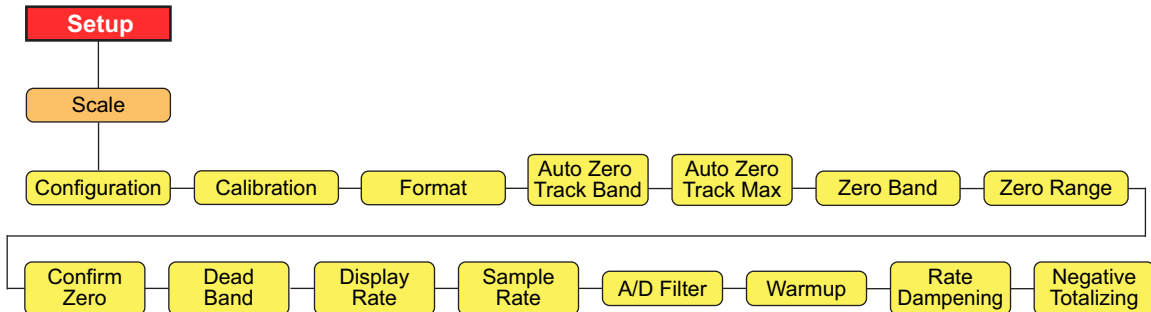 Setup
Scale
Configuration
Calibration
Format
Auto Zero
Track Band
Auto Zero
Track Max
Zero Band
Zero Range
Confirm
Zero
Dead
Band
Display
Rate
Sample
Rate
A/D Filter
Warmup
Rate
Dampening
Negative
Totalizing